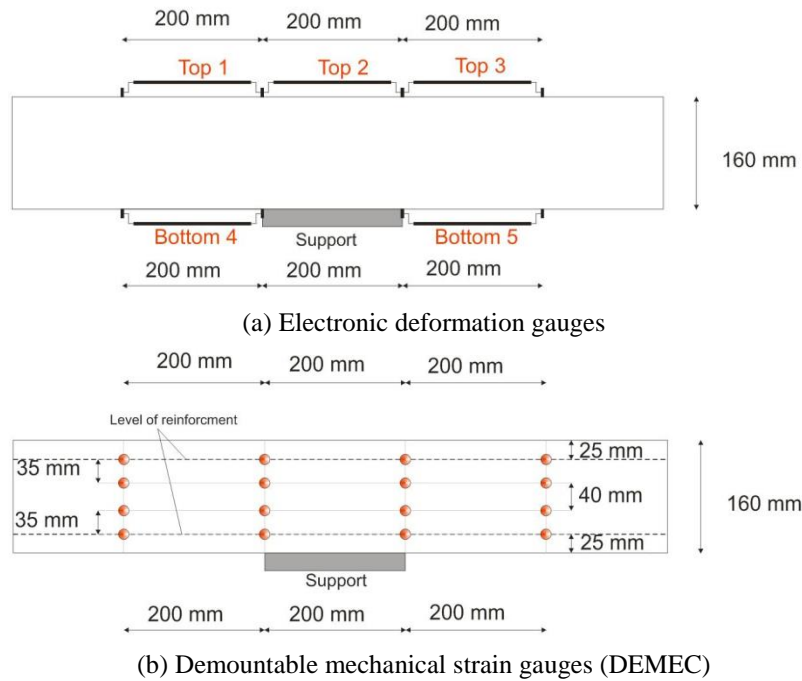 200 mm 200 mm 200 mm
Top 1 Top 2 Top 3
160 mm
Bottom 4 Support Bottom 5
200 mm 200 mm 200 mm
(a) Electronic deformation gauges
200 mm 200 mm 200 mm
Level of reinforcment
25 mm
35 mm
40 mm
160 mm
35 mm
25 mm
Support
200 mm 200 mm 200 mm
(b) Demountable mechanical strain gauges (DEMEC)